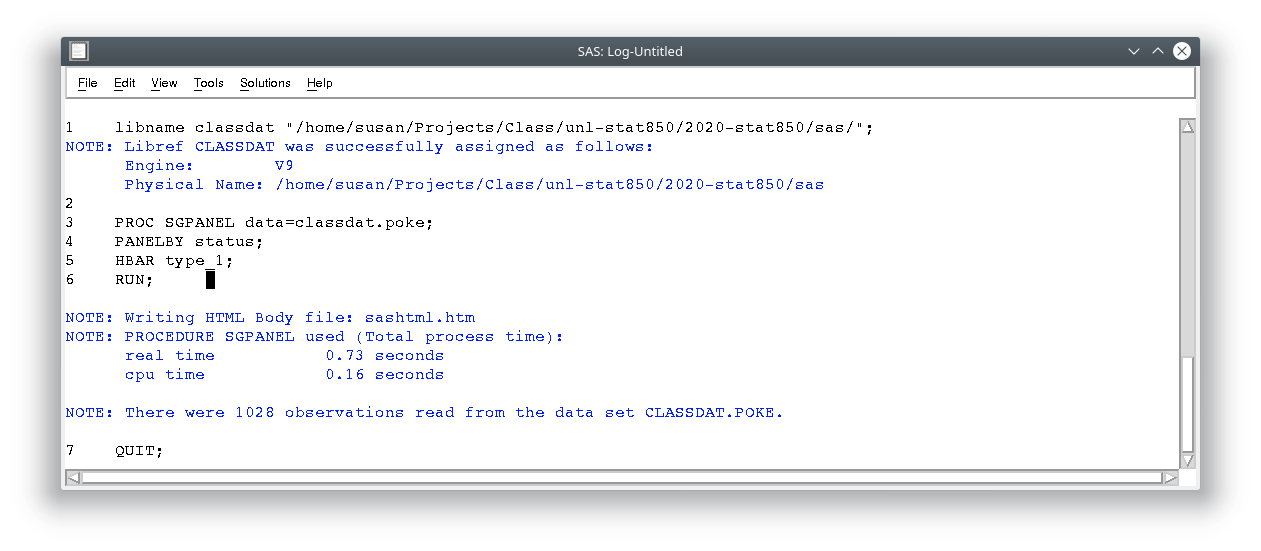 SAS: Log-Untitled
File Edit View Tools Solutions Help
1 libname classdat "/home/susan/Projects/Class/unl-stat850/2020-stat850/sas/";
NOTE: Libref CLASSDAT was successfully assigned as follows:
Engine: V9
Physical Name: /home/susan/Projects/Class/unl-stat850/2020-stat850/sas
2
3 PROC SGPANEL data=classdat.poke;
4 PANELBY status;
5 HBAR type_1;
6 RUN;
NOTE: Writing HTML Body file: sashtml.htm
NOTE: PROCEDURE SGPANEL used (Total process time):
real time 0.73 seconds
cpu time 0.16 seconds
NOTE: There were 1028 observations read from the data set CLASSDAT.POKE.
7 QUIT;